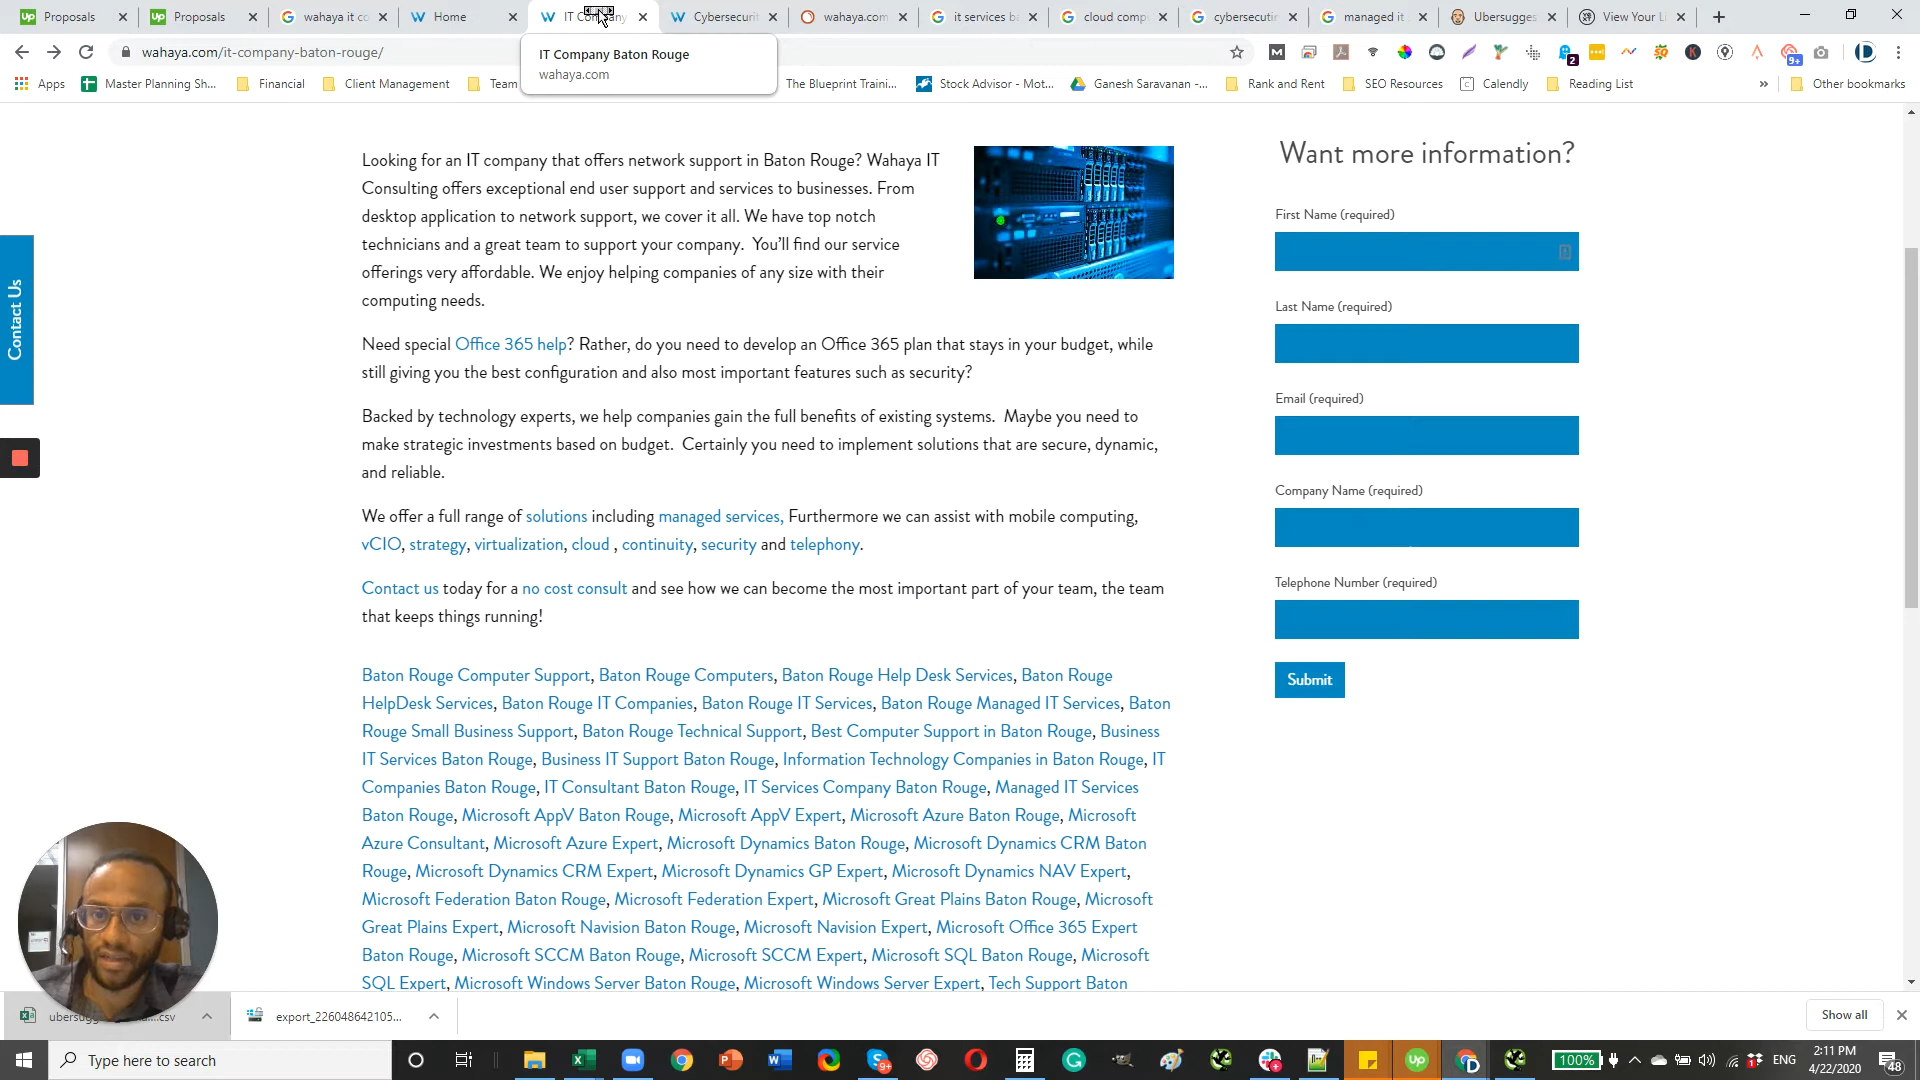 Proposals
Proposals
wahaya it co
Home
IT Company
Cybersecurit
wahaya.com
it services b
cloud comp
cybersecutir
managed it
Ubersugges
View Your Li
wahaya.com/it-company-baton-rouge/
IT Company Baton Rouge
wahaya.com
Apps
Master Planning Sh...
Financial
Client Management
Team
The Blueprint Traini...
Stock Advisor - Mot...
Ganesh Saravanan -...
Rank and Rent
SEO Resources
Calendly
Reading List
Other bookmarks
Contact Us
Looking for an IT company that offers network support in Baton Rouge? Wahaya IT
Consulting offers exceptional end user support and services to businesses. From
desktop application to network support, we cover it all. We have top notch
technicians and a great team to support your company. You'll find our service
offerings very affordable. We enjoy helping companies of any size with their
computing needs.
Need special Office 365 help? Rather, do you need to develop an Office 365 plan that stays in your budget, while
still giving you the best configuration and also most important features such as security?
Backed by technology experts, we help companies gain the full benefits of existing systems. Maybe you need to
make strategic investments based on budget. Certainly you need to implement solutions that are secure, dynamic,
and reliable.
We offer a full range of solutions including managed services, Furthermore we can assist with mobile computing,
vCIO, strategy, virtualization, cloud , continuity, security and telephony.
Contact us today for a no cost consult and see how we can become the most important part of your team, the team
that keeps things running!
Baton Rouge Computer Support, Baton Rouge Computers, Baton Rouge Help Desk Services, Baton Rouge
HelpDesk Services, Baton Rouge IT Companies, Baton Rouge IT Services, Baton Rouge Managed IT Services, Baton
Rouge Small Business Support, Baton Rouge Technical Support, Best Computer Support in Baton Rouge, Business
IT Services Baton Rouge, Business IT Support Baton Rouge, Information Technology Companies in Baton Rouge, IT
Companies Baton Rouge, IT Consultant Baton Rouge, IT Services Company Baton Rouge, Managed IT Services
Baton Rouge, Microsoft AppV Baton Rouge, Microsoft AppV Expert, Microsoft Azure Baton Rouge, Microsoft
Azure Consultant, Microsoft Azure Expert, Microsoft Dynamics Baton Rouge, Microsoft Dynamics CRM Baton
Rouge, Microsoft Dynamics CRM Expert, Microsoft Dynamics GP Expert, Microsoft Dynamics NAV Expert,
Microsoft Federation Baton Rouge, Microsoft Federation Expert, Microsoft Great Plains Baton Rouge, Microsoft
Great Plains Expert, Microsoft Navision Baton Rouge, Microsoft Navision Expert, Microsoft Office 365 Expert
Baton Rouge, Microsoft SCCM Baton Rouge, Microsoft SCCM Expert, Microsoft SQL Baton Rouge, Microsoft
SQL Expert, Microsoft Windows Server Baton Rouge, Microsoft Windows Server Expert, Tech Support Baton
Want more information?
First Name (required)
Last Name (required)
Email (required)
Company Name (required)
Telephone Number (required)
Submit
export_226048642105...
Show all
Type here to search
100%
ENG
2:11 PM
4/22/2020
48